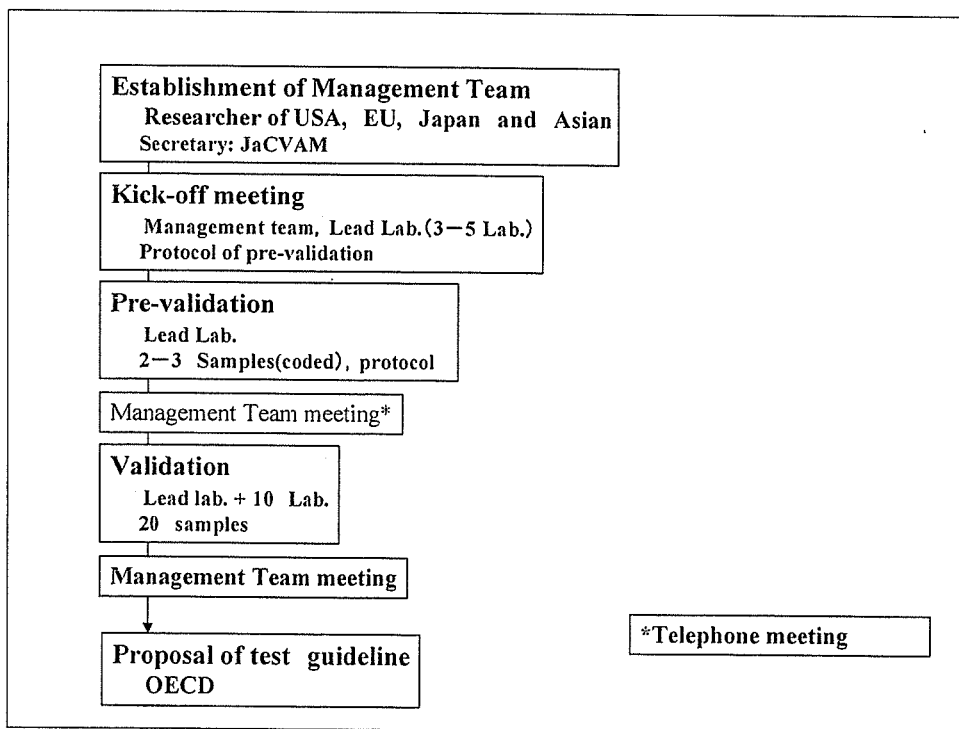 Establishment of Management Team
Researcher of USA, EU, Japan and Asian
Secretary: JaCVAM
Kick-off meeting
Management team, Lead Lab.(3-5 Lab.)
Protocol of pre-validation
Pre-validation
Lead Lab.
2-3 Samples(coded), protocol
Management Team meeting*
Validation
Lead lab. + 10 Lab.
20 samples
Management Team meeting
Proposal of test guideline
OECD
*Telephone meeting